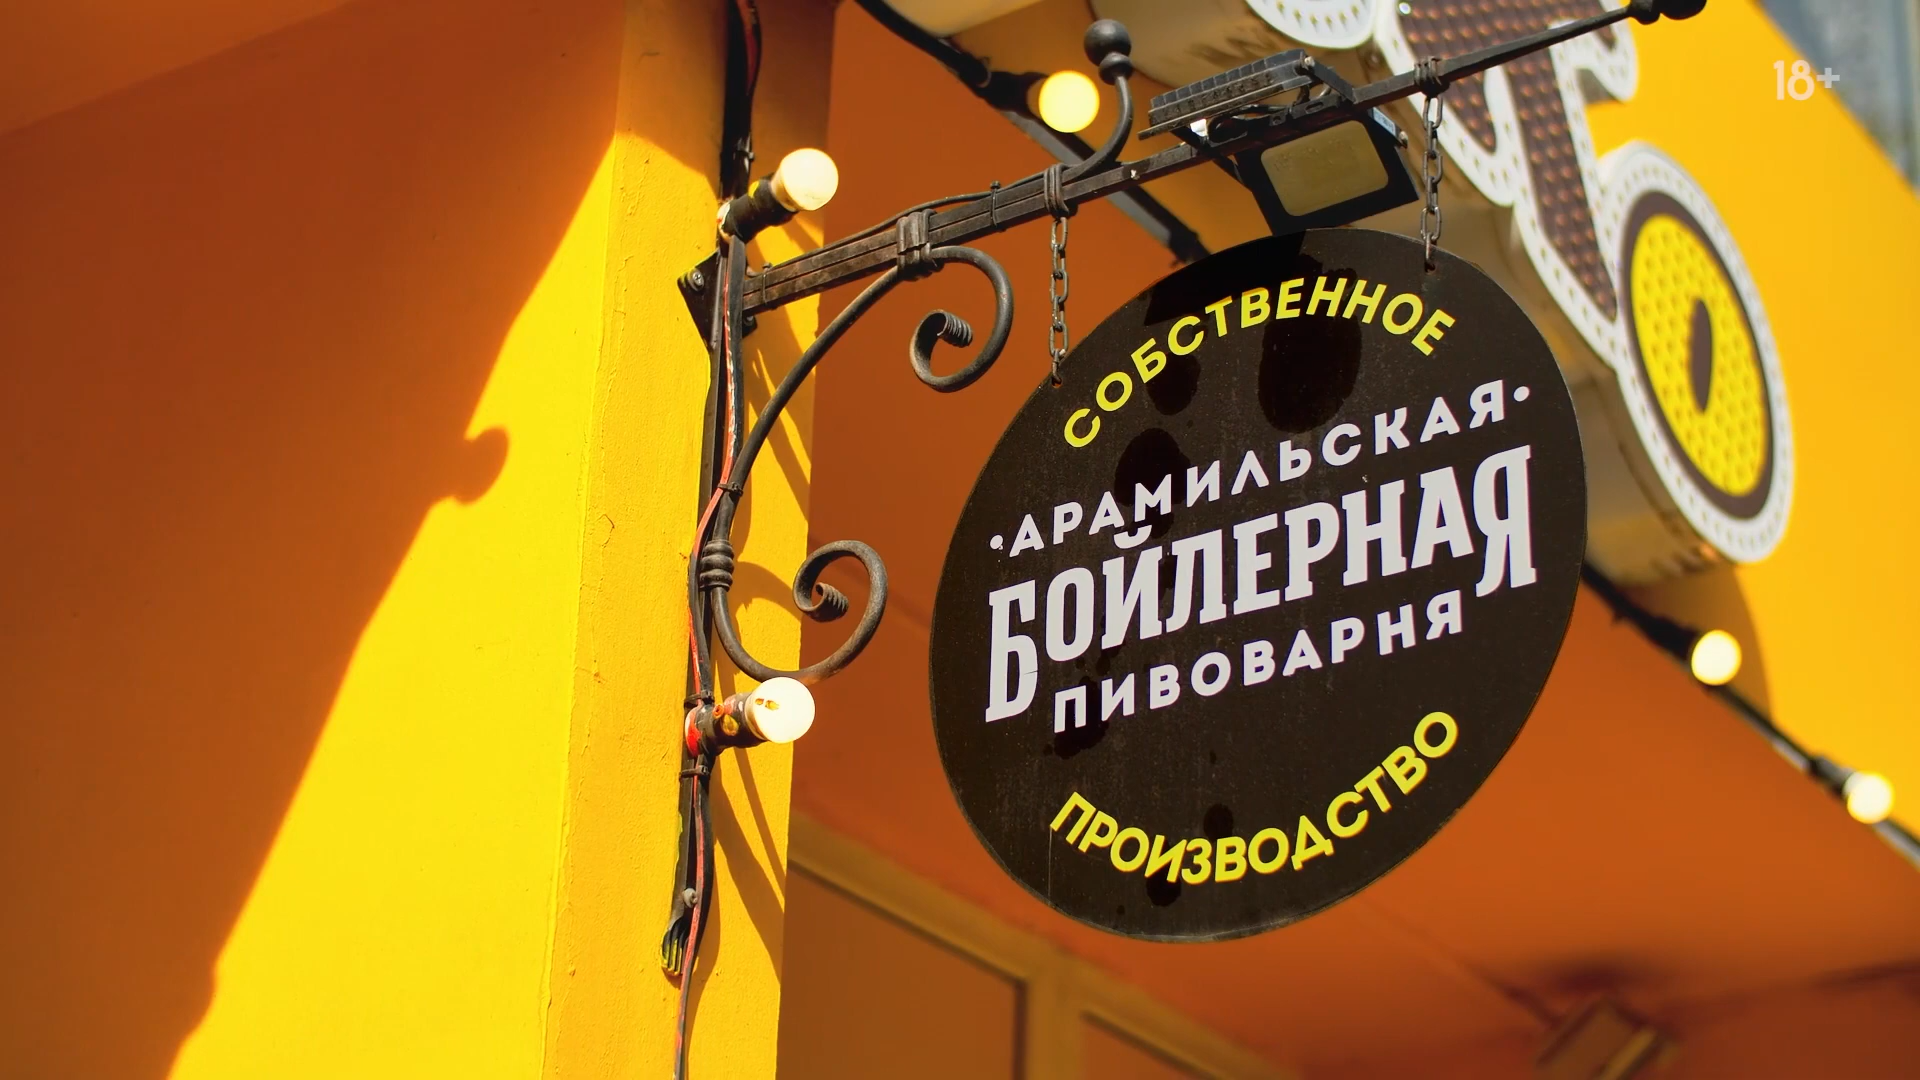 18+
СОБСТВЕННОЕ
•АРАМИЛЬСКАЯ•
БОЙЛЕРНАЯ
ПИВОВАРНЯ
ПРОИЗВОДСТВО